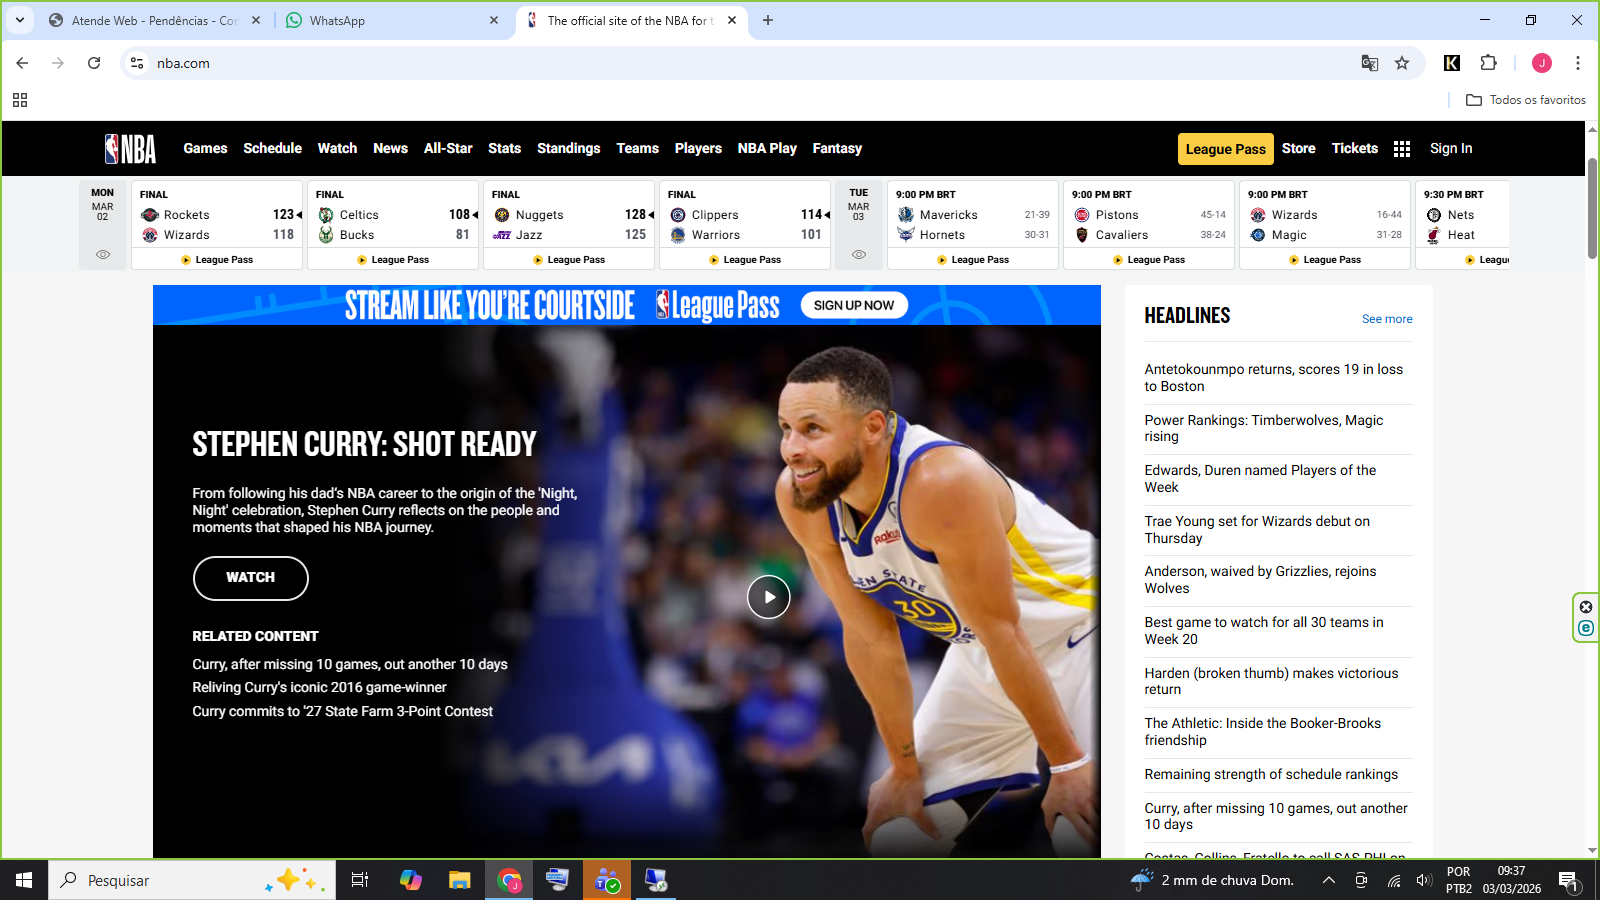 Atende Web - Pendências - Con
WhatsApp
The official site of the NBA for t
nba.com
J
Todos os favoritos
NBA
Games
Schedule
Watch
News
All-Star
Stats
Standings
Teams
Players
NBA Play
Fantasy
League Pass
Store
Tickets
Sign In
MON
MAR
02
FINAL
Rockets 123
Wizards 118
League Pass
FINAL
Celtics 108
Bucks 81
League Pass
FINAL
Nuggets 128
Jazz 125
League Pass
FINAL
Clippers 114
Warriors 101
League Pass
TUE
MAR
03
9:00 PM BRT
Mavericks 21-39
Hornets 30-31
League Pass
9:00 PM BRT
Pistons 45-14
Cavaliers 38-24
League Pass
9:00 PM BRT
Wizards 16-44
Magic 31-28
League Pass
9:30 PM BRT
Nets
Heat
Leagu
STREAM LIKE YOU'RE COURTSIDE League Pass SIGN UP NOW
STEPHEN CURRY: SHOT READY
From following his dad's NBA career to the origin of the 'Night,
Night' celebration, Stephen Curry reflects on the people and
moments that shaped his NBA journey.
WATCH
RELATED CONTENT
Curry, after missing 10 games, out another 10 days
Reliving Curry's iconic 2016 game-winner
Curry commits to '27 State Farm 3-Point Contest
Rakuten
STATE
30
HEADLINES
See more
Antetokounmpo returns, scores 19 in loss
to Boston
Power Rankings: Timberwolves, Magic
rising
Edwards, Duren named Players of the
Week
Trae Young set for Wizards debut on
Thursday
Anderson, waived by Grizzlies, rejoins
Wolves
Best game to watch for all 30 teams in
Week 20
Harden (broken thumb) makes victorious
return
The Athletic: Inside the Booker-Brooks
friendship
Remaining strength of schedule rankings
Curry, after missing 10 games, out another
10 days
Costas, Collins, Fratello to call SAS-PHI on
Pesquisar
2 mm de chuva Dom.
POR
PTB2
09:37
03/03/2026
1